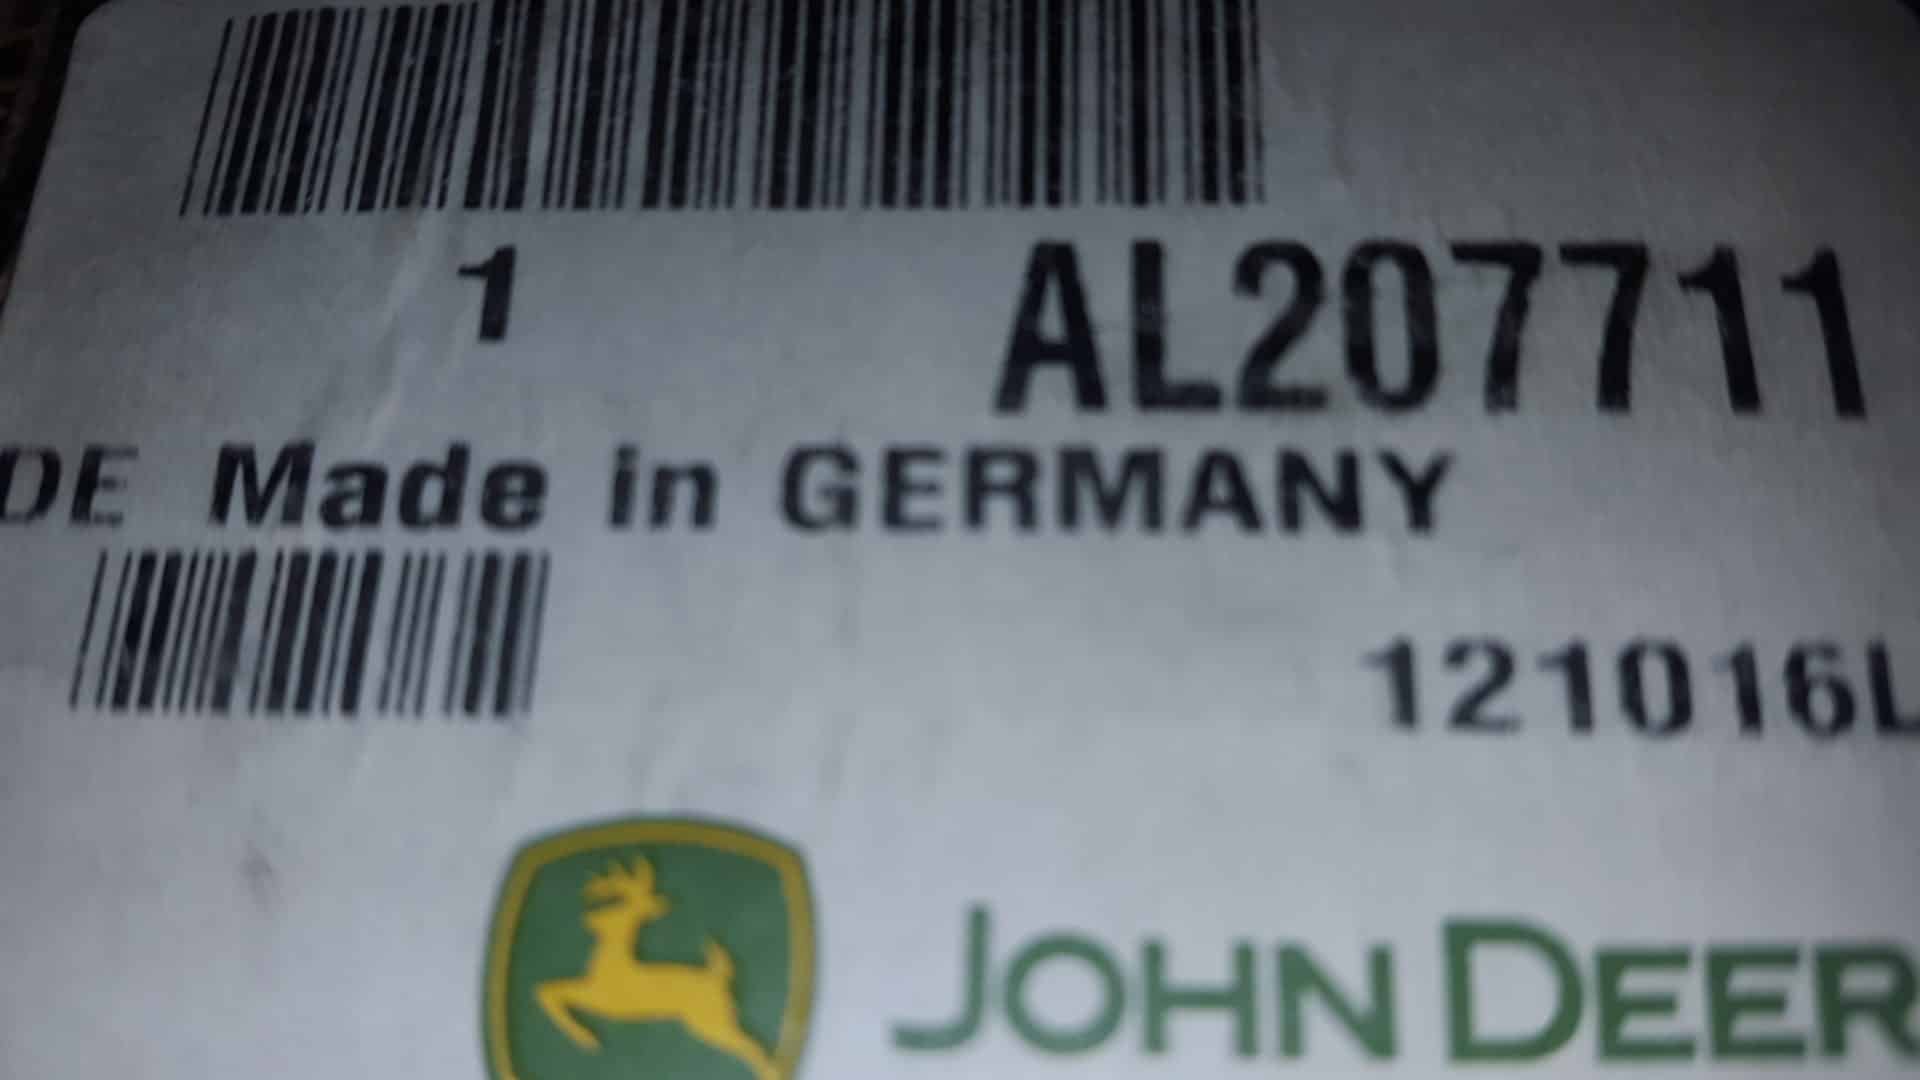 1 AL207711
DE Made in GERMANY
121016L
JOHN DEER